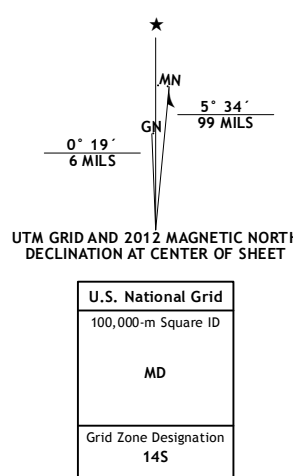 ★
MN
GN
5° 34´
99 MILS
0° 19´
6 MILS
UTM GRID AND 2012 MAGNETIC NORTH
DECLINATION AT CENTER OF SHEET
U.S. National Grid
100,000-m Square ID
MD
Grid Zone Designation
14S